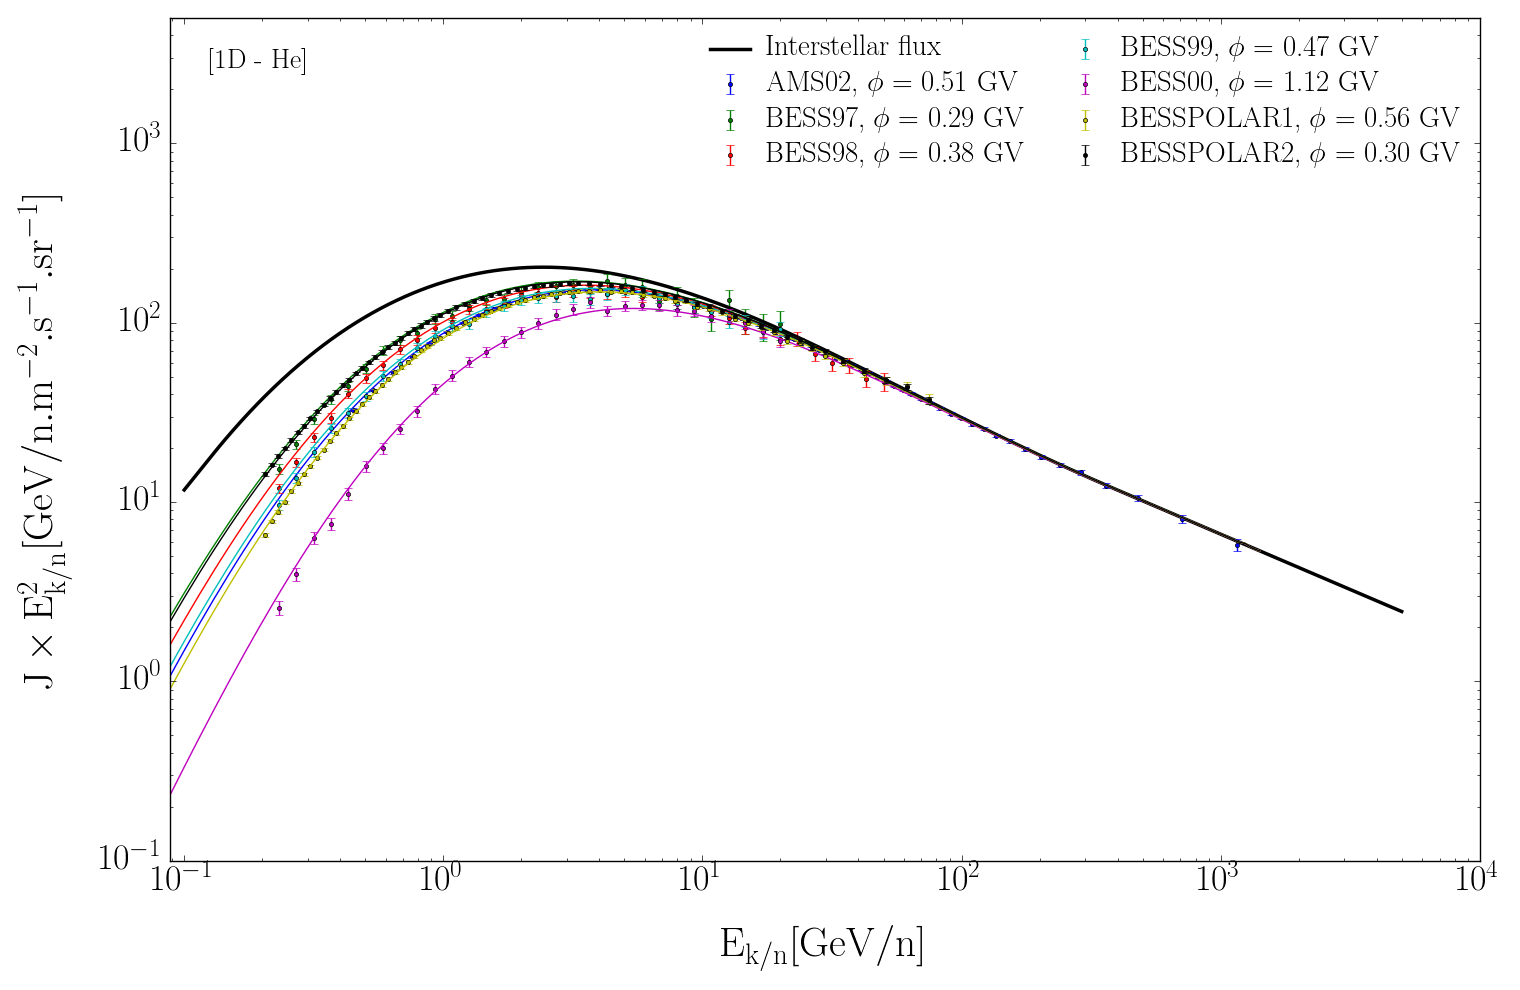 [1D - He]
Interstellar flux
AMS02, ϕ = 0.51 GV
BESS97, ϕ = 0.29 GV
BESS98, ϕ = 0.38 GV
BESS99, ϕ = 0.47 GV
BESS00, ϕ = 1.12 GV
BESSPOLAR1, ϕ = 0.56 GV
BESSPOLAR2, ϕ = 0.30 GV
J × E²ₖ/ₙ[GeV/n.m⁻².s⁻¹.sr⁻¹]
10³
10²
10¹
10⁰
10⁻¹
10⁻¹ 10⁰ 10¹ 10² 10³ 10⁴
Eₖ/ₙ[GeV/n]